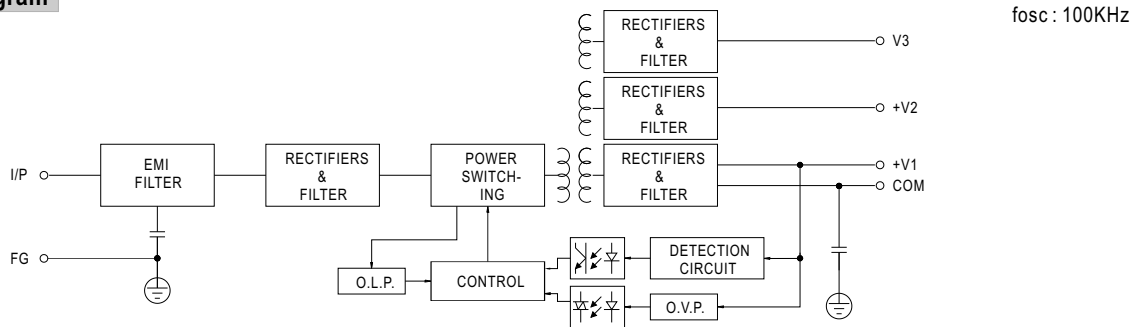 fosc : 100KHz
RECTIFIERS
&
FILTER
V3
RECTIFIERS
&
FILTER
+V2
I/P
EMI
FILTER
RECTIFIERS
&
FILTER
POWER
SWITCH-
ING
RECTIFIERS
&
FILTER
+V1
COM
FG
O.L.P.
CONTROL
DETECTION
CIRCUIT
O.V.P.